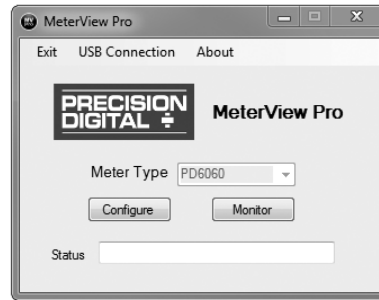 MeterView Pro
Exit USB Connection About
PRECISION
DIGITAL
MeterView Pro
Meter Type PD6060
Configure Monitor
Status